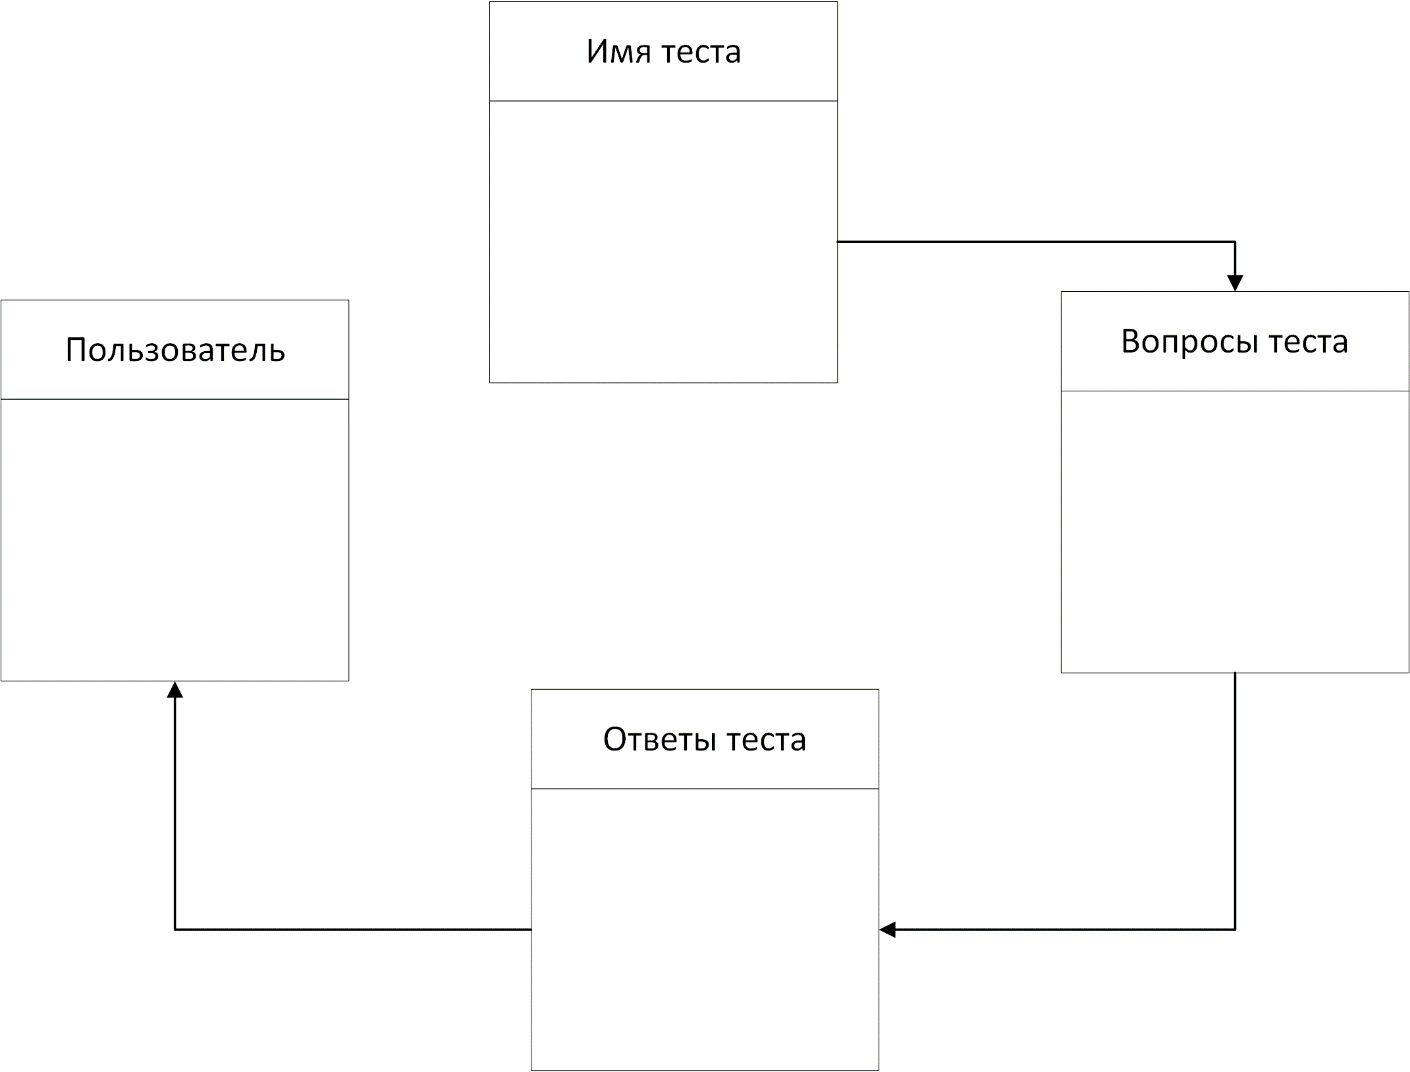 Имя теста
Вопросы теста
Пользователь
Ответы теста